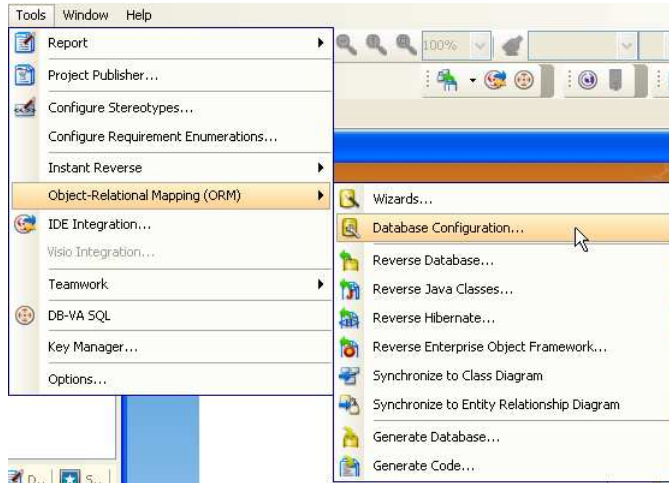 Tools Window Help
Report
100%
Project Publisher...
Configure Stereotypes...
Configure Requirement Enumerations...
Instant Reverse
Object-Relational Mapping (ORM)
Wizards...
IDE Integration...
Database Configuration...
Visio Integration...
Reverse Database...
Teamwork
Reverse Java Classes...
DB-VA SQL
Reverse Hibernate...
Key Manager...
Reverse Enterprise Object Framework...
Options...
Synchronize to Class Diagram
Synchronize to Entity Relationship Diagram
Generate Database...
Generate Code...
D... S...